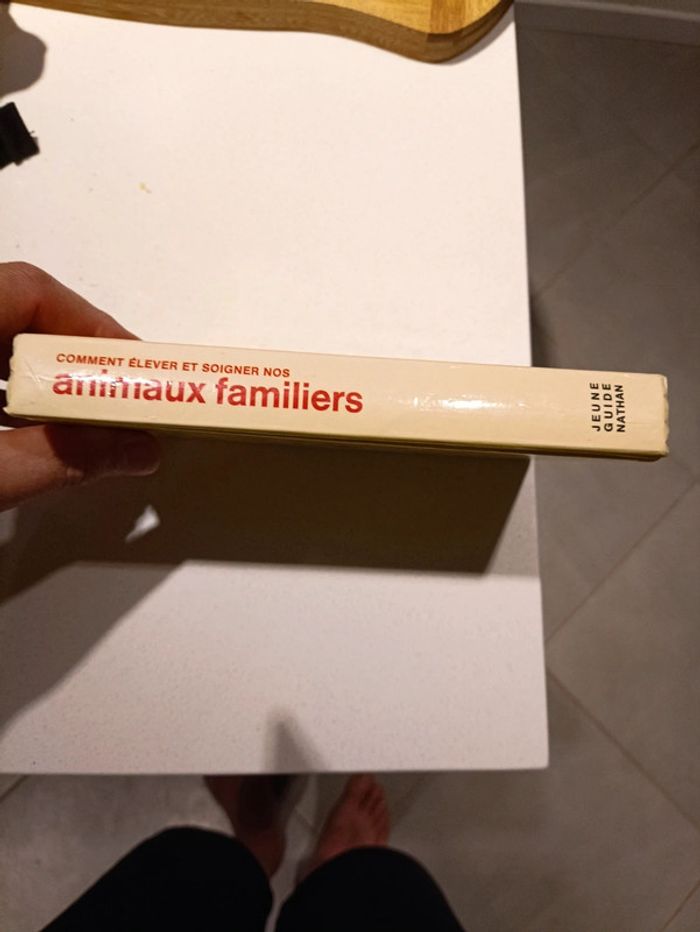 COMMENT ÉLEVER ET SOIGNER NOS
animaux familiers
JEUNE
GUIDE
NATHAN